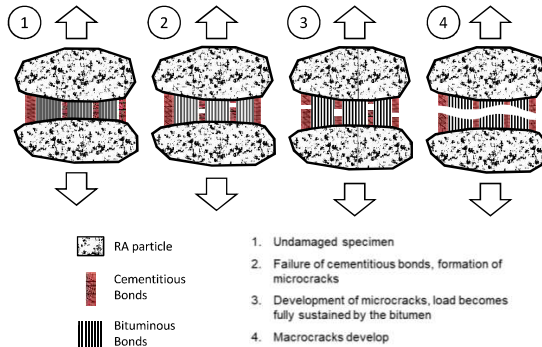 1 2 3 4
RA particle
Cementitious
Bonds
Bituminous
Bonds
1. Undamaged specimen
2. Failure of cementitious bonds, formation of
microcracks
3. Development of microcracks, load becomes
fully sustained by the bitumen
4. Macrocracks develop